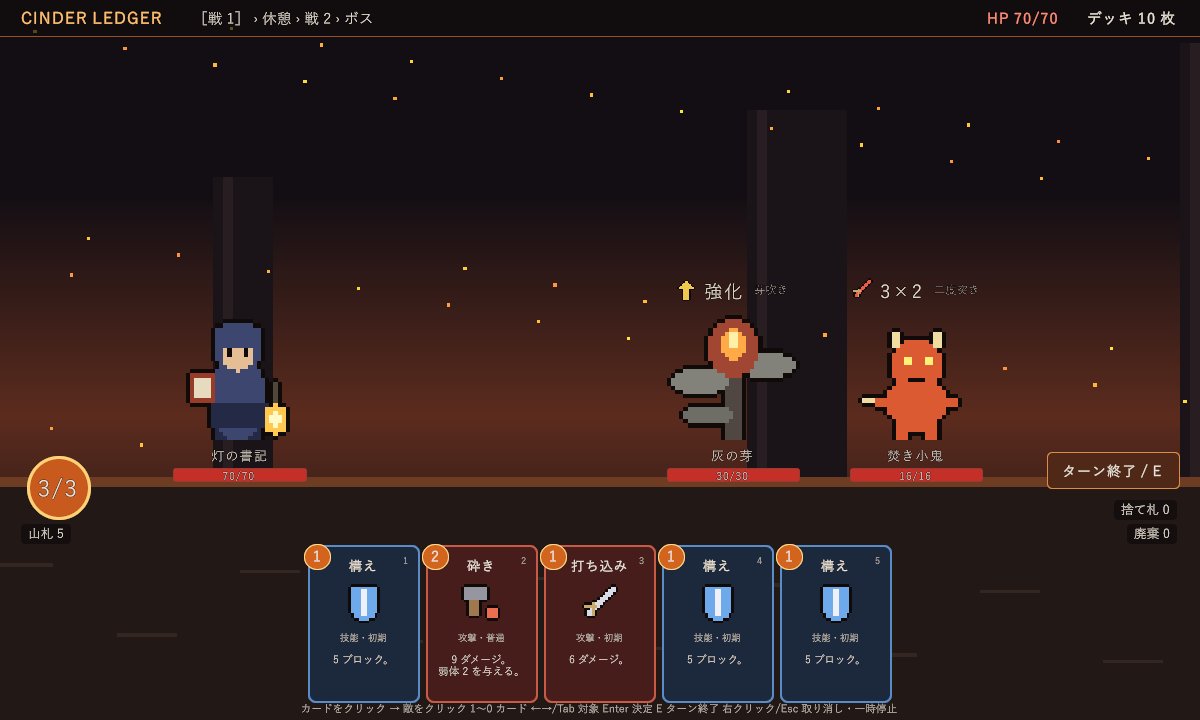 CINDER LEDGER
［戦 1］ › 休憩 › 戦 2 › ボス
HP 70/70
デッキ 10 枚
強化 芽吹き
3×2 二度突き
灯の書記
70/70
灰の芽
30/30
焚き小鬼
16/16
3/3
山札 5
ターン終了 / E
捨て札 0
廃棄 0
1 構え 1
技能・初期
5 ブロック。
2 砕き 2
攻撃・普通
9 ダメージ。
弱体 2 を与える。
1 打ち込み 3
攻撃・初期
6 ダメージ。
1 構え 4
技能・初期
5 ブロック。
1 構え 5
技能・初期
5 ブロック。
カードをクリック → 敵をクリック 1〜0 カード ←→/Tab 対象 Enter 決定 E ターン終了 右クリック/Esc 取り消し・一時停止